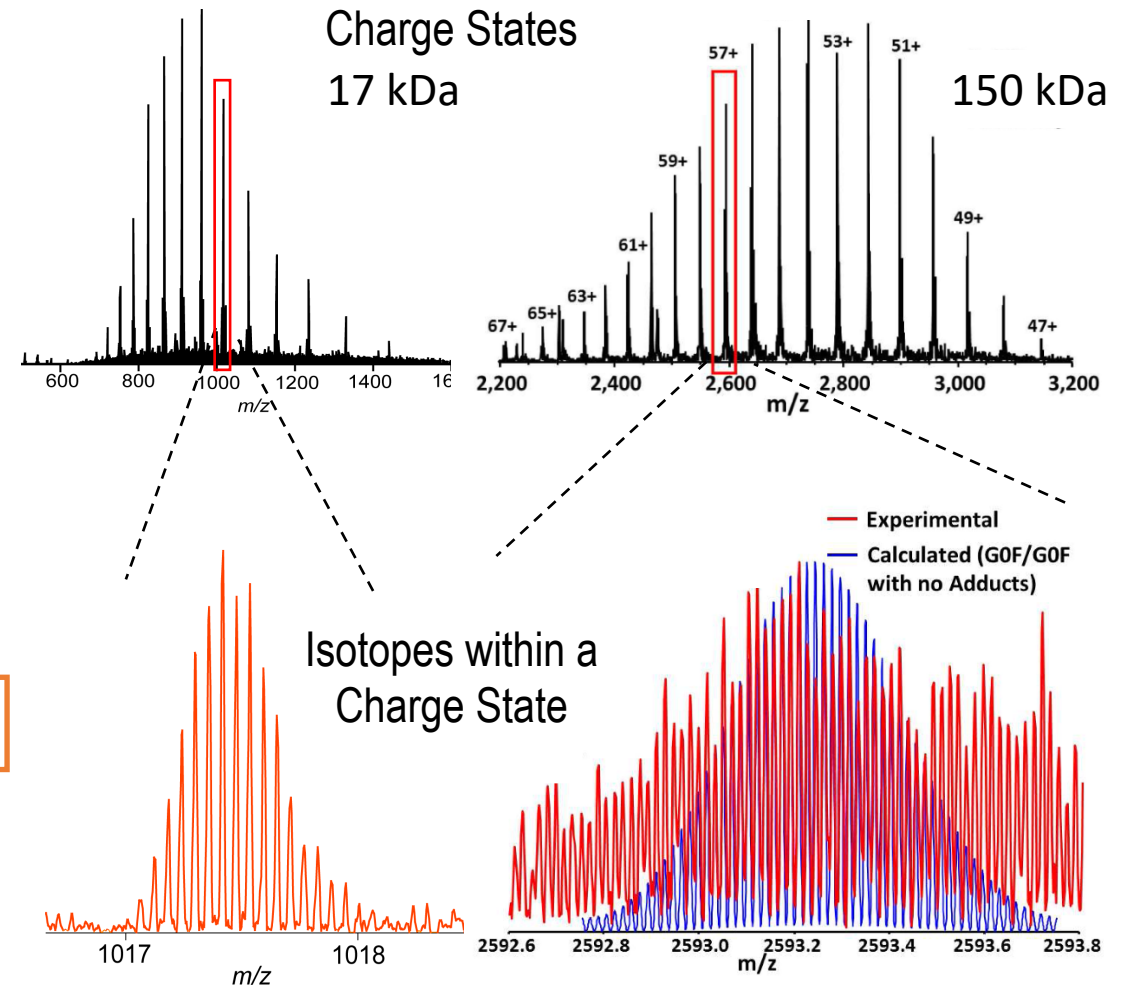 Charge States
17 kDa
600 800 1000 1200 1400 16
m/z
150 kDa
67+ 65+ 63+ 61+ 59+ 57+ 53+ 51+ 49+ 47+
2,200 2,400 2,600 2,800 3,000 3,200
m/z
Isotopes within a
Charge State
1017 1018
m/z
Experimental
Calculated (G0F/G0F
with no Adducts)
2592.6 2592.8 2593.0 2593.2 2593.4 2593.6 2593.8
m/z